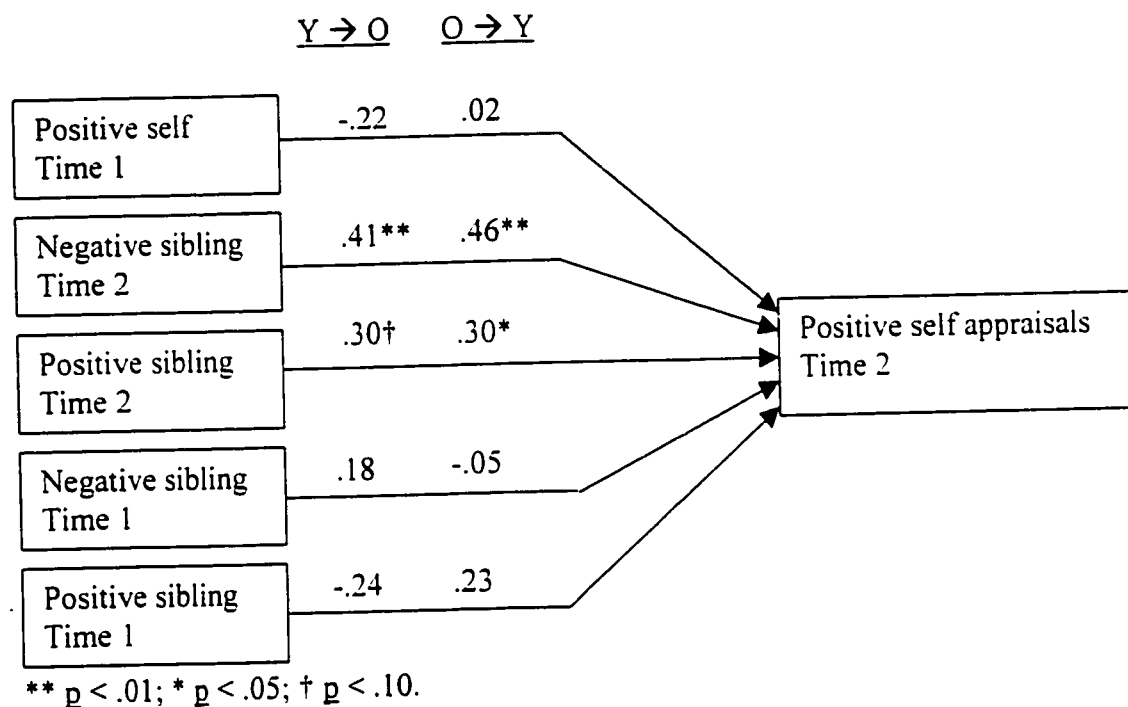 Y → O O → Y
Positive self
Time 1
-.22 .02
Negative sibling
Time 2
.41** .46**
Positive sibling
Time 2
.30† .30*
Negative sibling
Time 1
.18 -.05
Positive sibling
Time 1
-.24 .23
Positive self appraisals
Time 2
** p < .01; * p < .05; † p < .10.